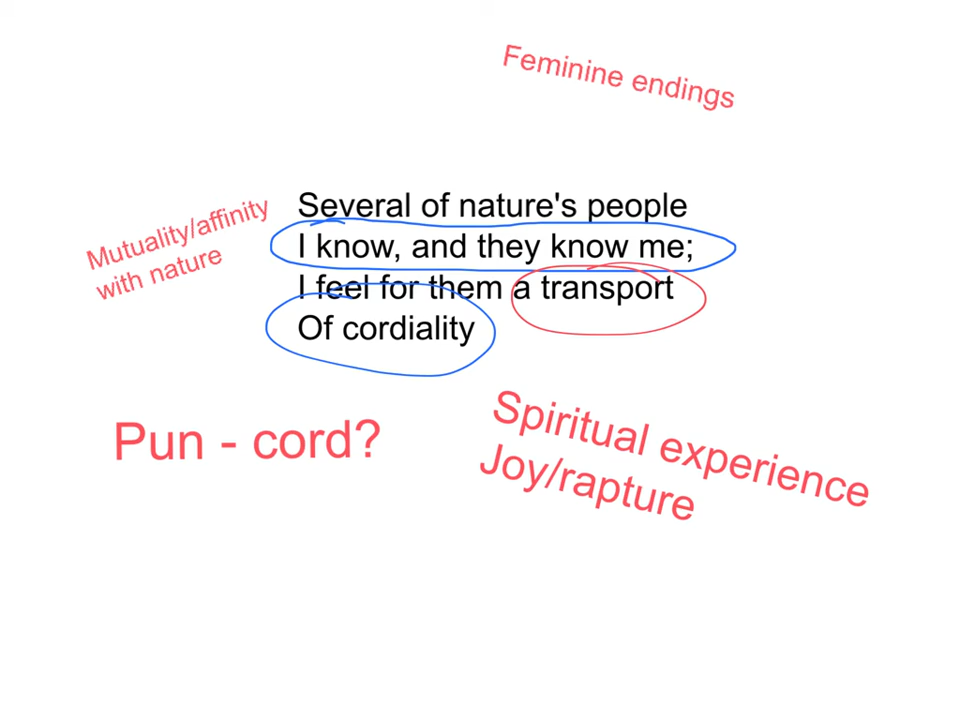 Feminine endings
Several of nature's people
Mutuality/affinity
with nature
I know, and they know me;
I feel for them a transport
Of cordiality
Pun - cord?
Spiritual experience
Joy/rapture